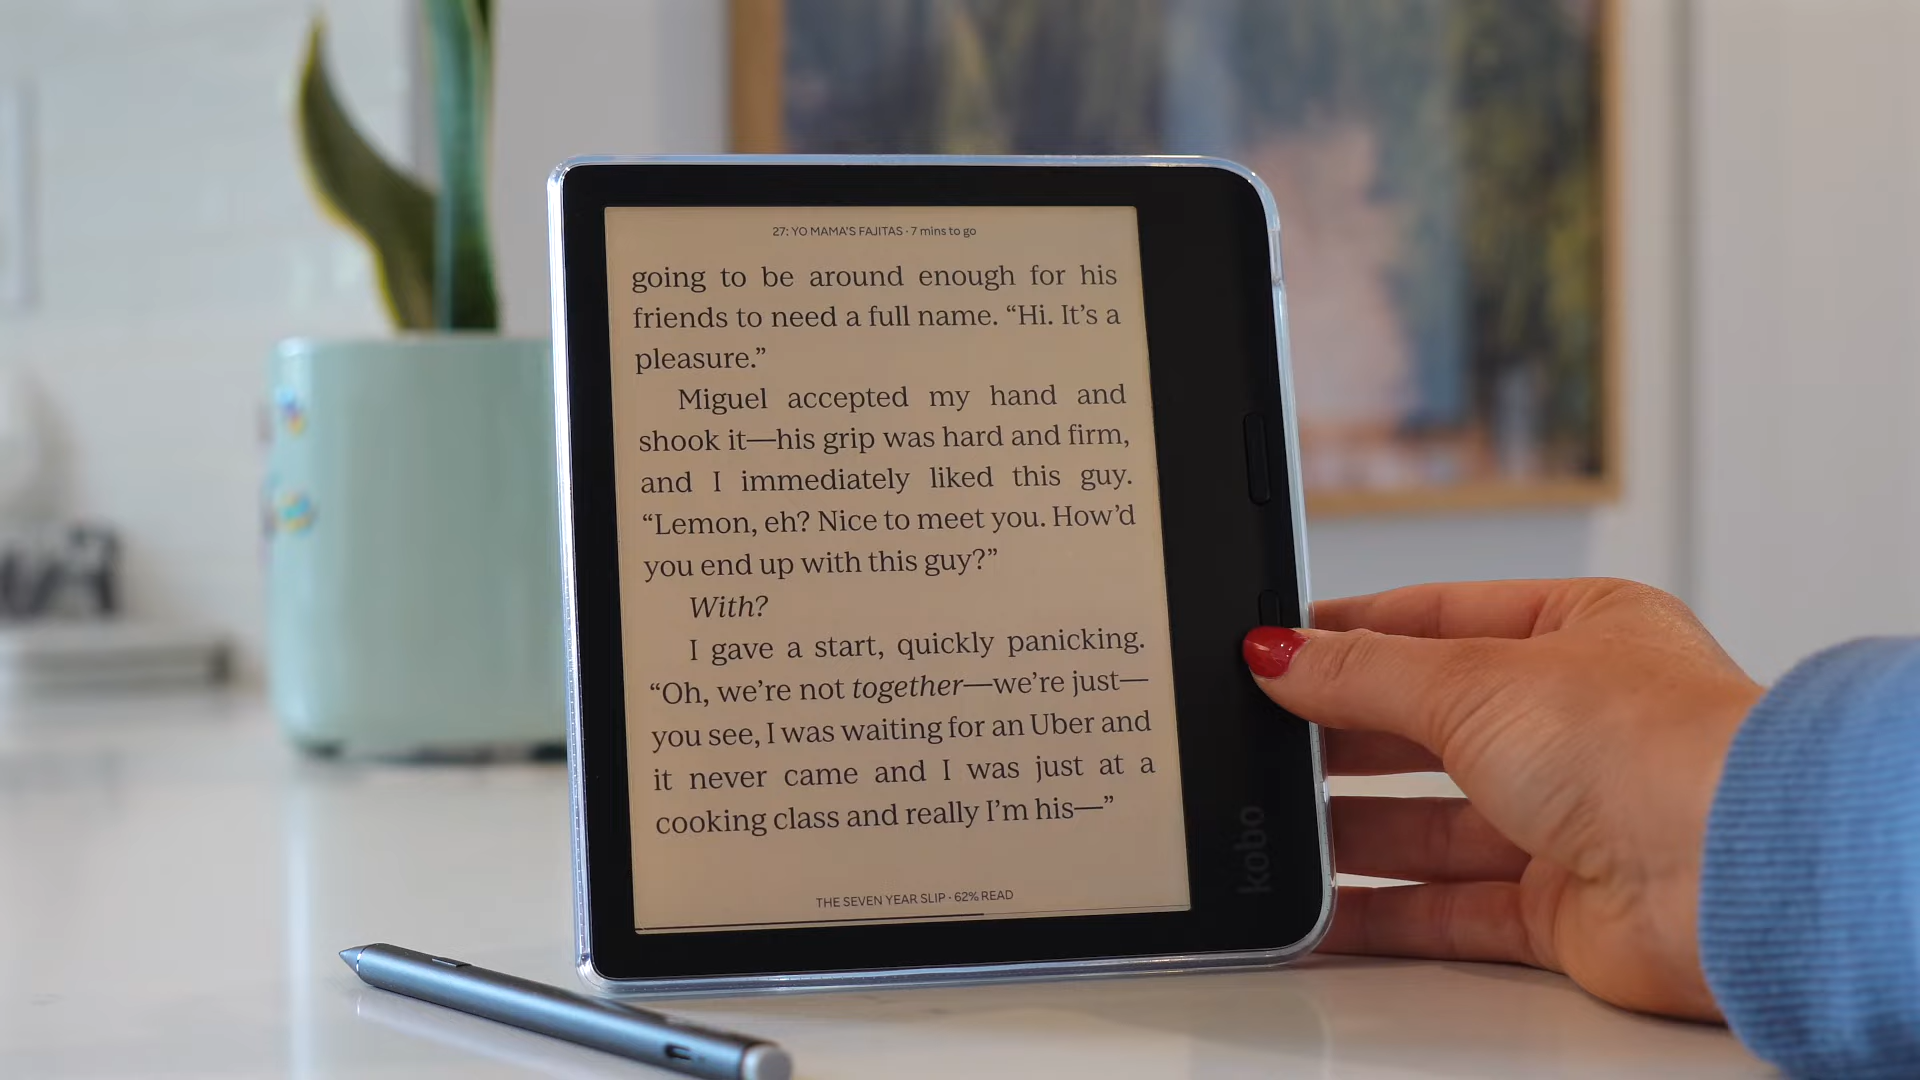 27: YO MAMA'S FAJITAS · 7 mins to go
going to be around enough for his
friends to need a full name. “Hi. It’s a
pleasure.”
Miguel accepted my hand and
shook it—his grip was hard and firm,
and I immediately liked this guy.
“Lemon, eh? Nice to meet you. How’d
you end up with this guy?”
With?
I gave a start, quickly panicking.
“Oh, we’re not together—we’re just—
you see, I was waiting for an Uber and
it never came and I was just at a
cooking class and really I’m his—”
THE SEVEN YEAR SLIP · 62% READ
kobo